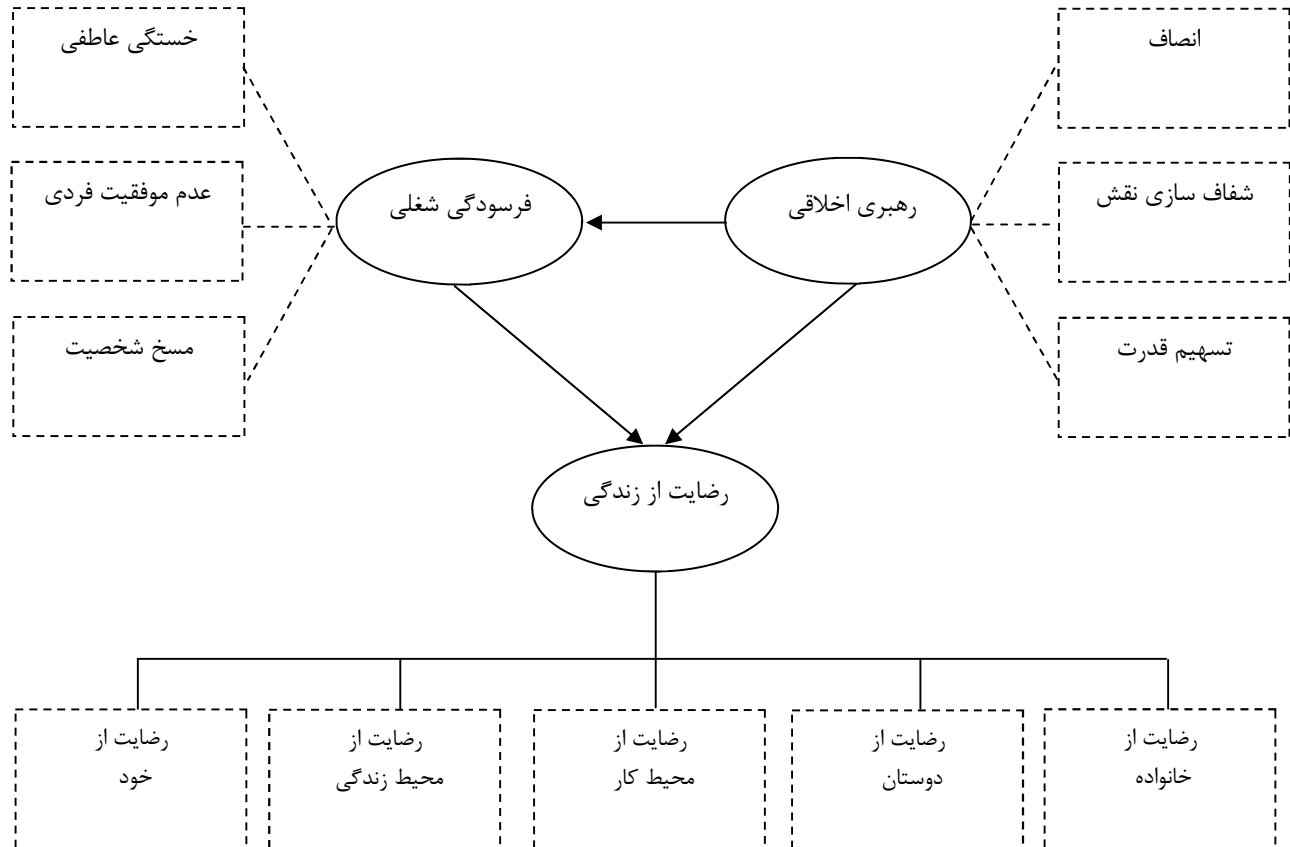 انصاف
خستگی عاطفی
شفاف سازی نقش
رهبری اخلاقی
فرسودگی شغلی
عدم موفقیت فردی
تسهیم قدرت
مسخ شخصیت
رضایت از زندگی
رضایت از
خانواده
رضایت از
دوستان
رضایت از
محیط کار
رضایت از
محیط زندگی
رضایت از
خود